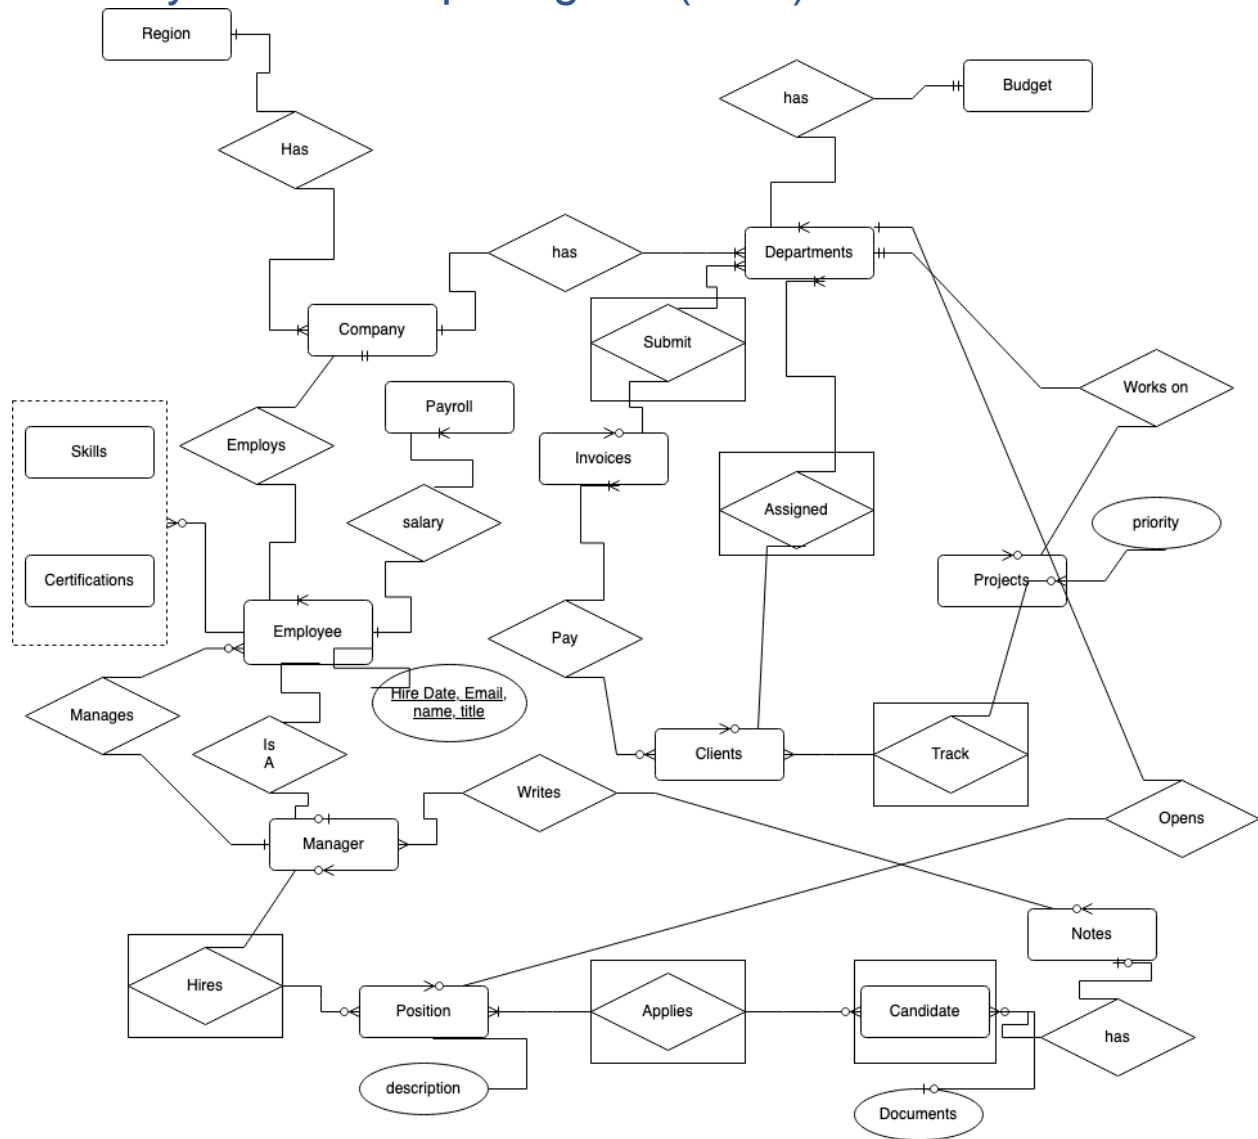 Region
has
Budget
Has
has
Departments
Company
Submit
Works on
Payroll
Employs
Skills
Invoices
salary
Assigned
priority
Certifications
Projects
Employee
Pay
Hire Date, Email,
name, title
Manages
Is
A
Clients
Track
Writes
Opens
Manager
Notes
Hires
Position
Applies
Candidate
has
description
Documents